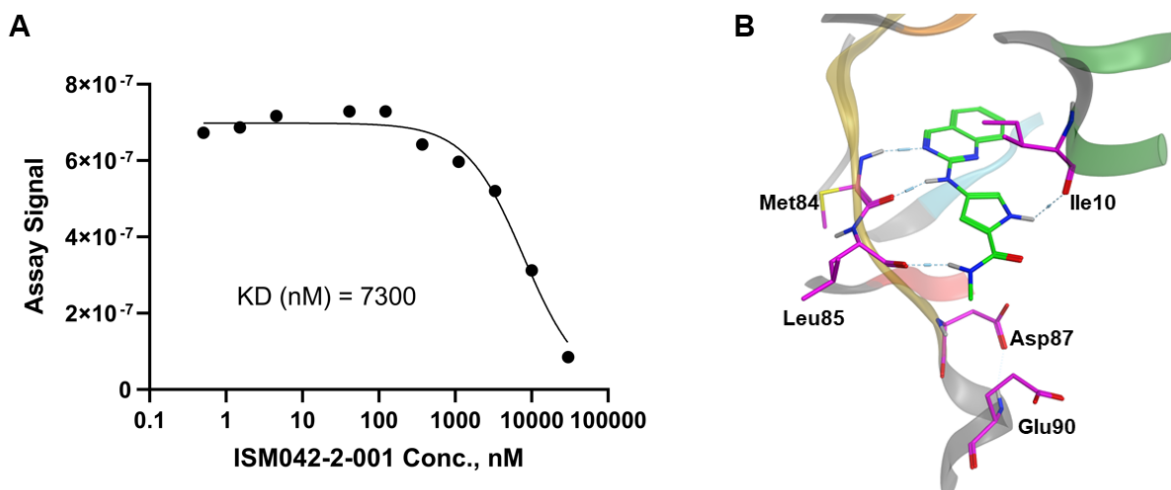 A
B
8×10⁻⁷
6×10⁻⁷
4×10⁻⁷
2×10⁻⁷
0
Assay Signal
KD (nM) = 7300
0.1 1 10 100 1000 10000 100000
ISM042-2-001 Conc., nM
Met84
Ile10
Leu85
Asp87
Glu90